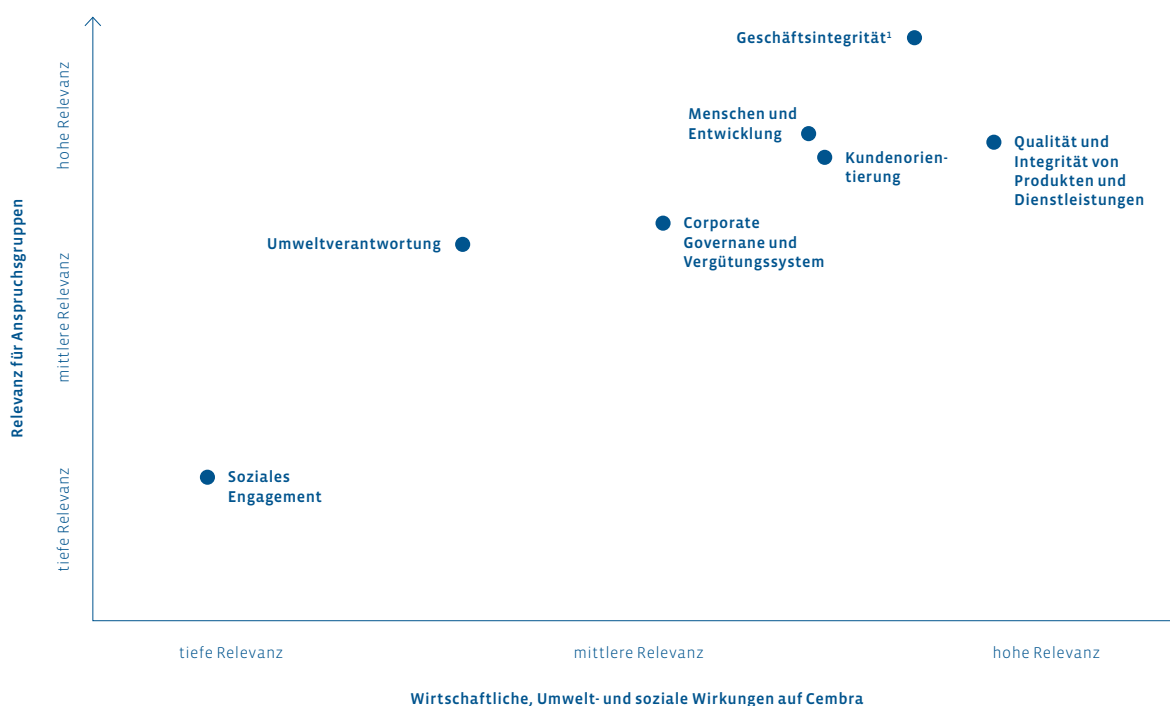 Geschäftsintegrität¹
Menschen und
Entwicklung
Kundenorien-
tierung
Qualität und
Integrität von
Produkten und
Dienstleistungen
Corporate
Governane und
Vergütungssystem
Umweltverantwortung
Soziales
Engagement
Relevanz für Anspruchsgruppen
hohe Relevanz
mittlere Relevanz
tiefe Relevanz
tiefe Relevanz
mittlere Relevanz
hohe Relevanz
Wirtschaftliche, Umwelt- und soziale Wirkungen auf Cembra